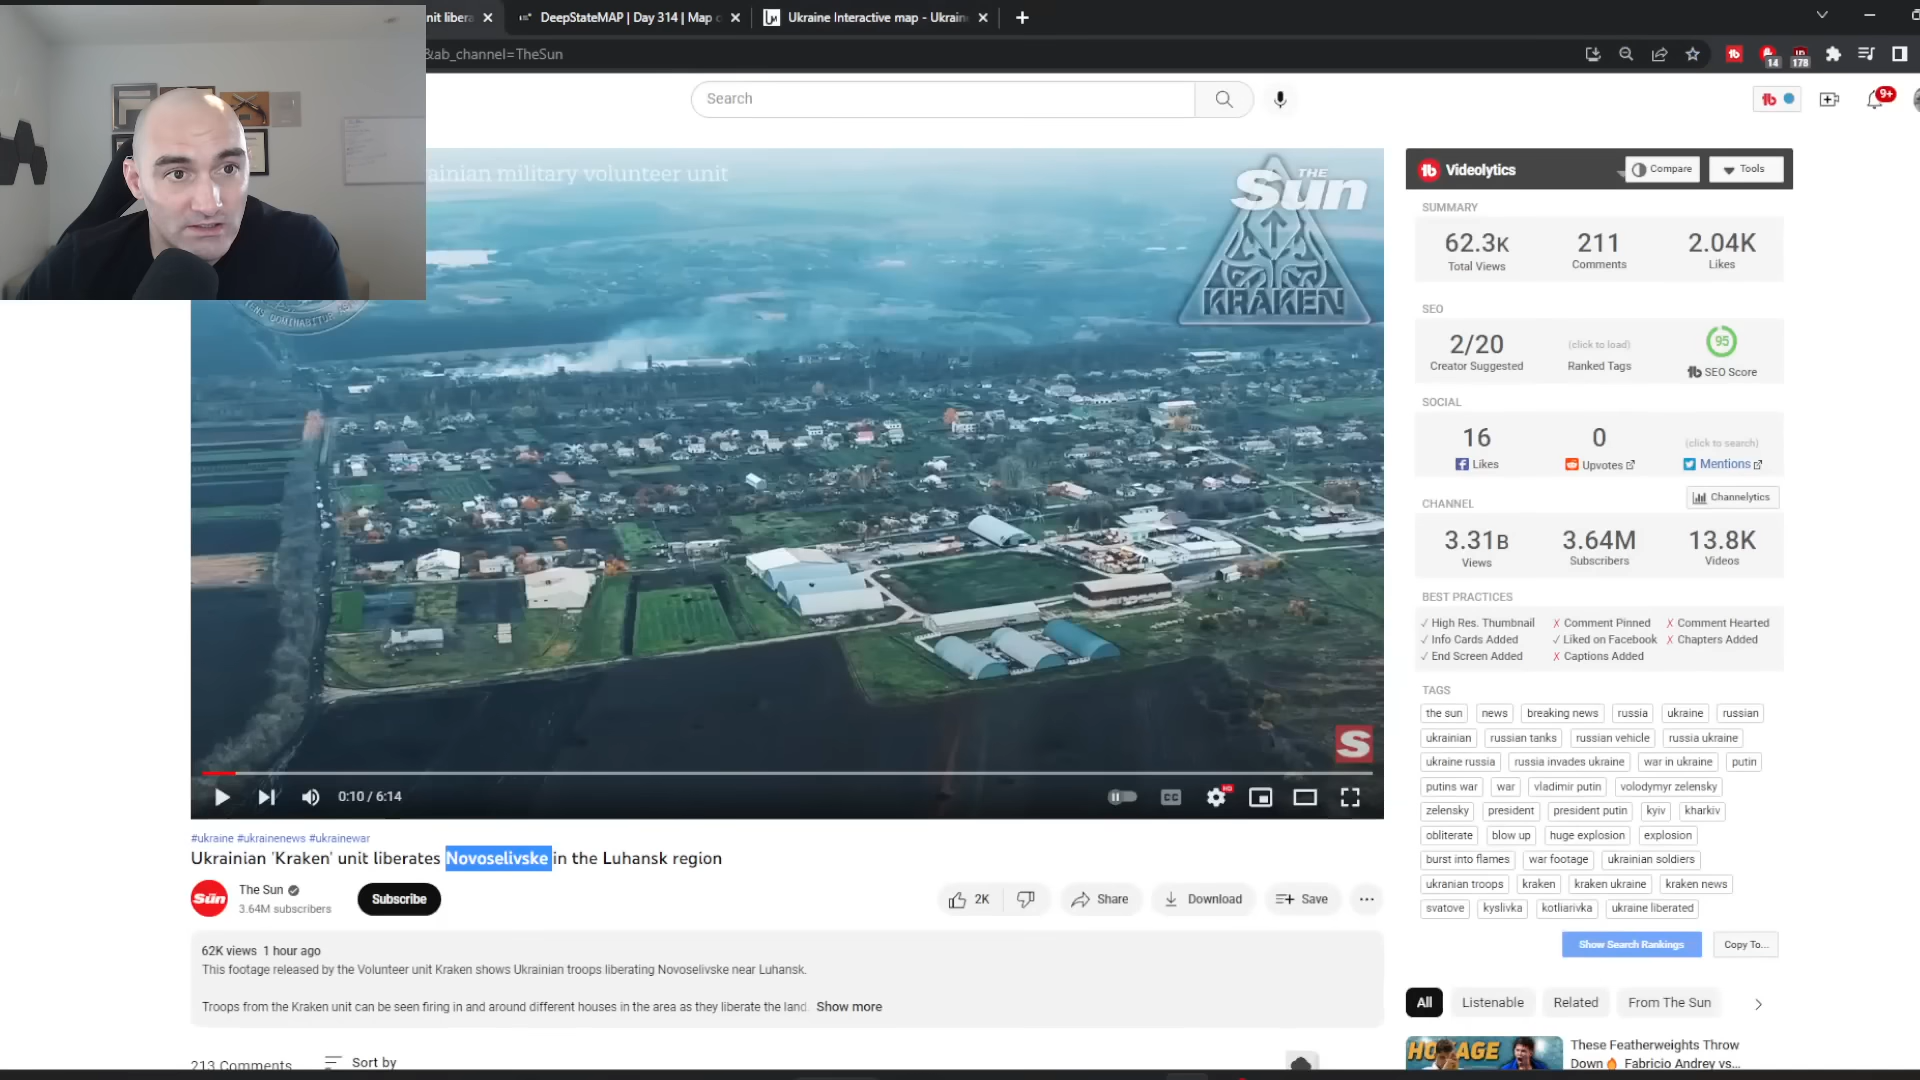 nit libera
DeepStateMAP | Day 314 | Map c
Ukraine Interactive map - Ukrain
&ab_channel=TheSun
14
178
Search
9+
ainian military volunteer unit
THE
Sun
KRAKEN
S
0:10 / 6:14
CC
HD
#ukraine #ukrainenews #ukrainewar
Ukrainian 'Kraken' unit liberates Novoselivske in the Luhansk region
Sun
The Sun
3.64M subscribers
Subscribe
2K
Share
Download
Save
62K views 1 hour ago
This footage released by the Volunteer unit Kraken shows Ukrainian troops liberating Novoselivske near Luhansk.
Troops from the Kraken unit can be seen firing in and around different houses in the area as they liberate the land.
Show more
213 Comments
Sort by
Videolytics
Compare
Tools
SUMMARY
62.3K
211
2.04K
Total Views
Comments
Likes
SEO
2/20
(click to load)
95
Creator Suggested
Ranked Tags
SEO Score
SOCIAL
16
0
(click to search)
Likes
Upvotes
Mentions
CHANNEL
Channelytics
3.31B
3.64M
13.8K
Views
Subscribers
Videos
BEST PRACTICES
✓ High Res. Thumbnail
✗ Comment Pinned
✗ Comment Hearted
✓ Info Cards Added
✓ Liked on Facebook
✗ Chapters Added
✓ End Screen Added
✗ Captions Added
TAGS
the sun
news
breaking news
russia
ukraine
russian
ukrainian
russian tanks
russian vehicle
russia ukraine
ukraine russia
russia invades ukraine
war in ukraine
putin
putins war
war
vladimir putin
volodymyr zelensky
zelensky
president
president putin
kyiv
kharkiv
obliterate
blow up
huge explosion
explosion
burst into flames
war footage
ukrainian soldiers
ukranian troops
kraken
kraken ukraine
kraken news
svatove
kyslivka
kotliarivka
ukraine liberated
Show Search Rankings
Copy To...
All
Listenable
Related
From The Sun
These Featherweights Throw
Down🔥 Fabricio Andrey vs...